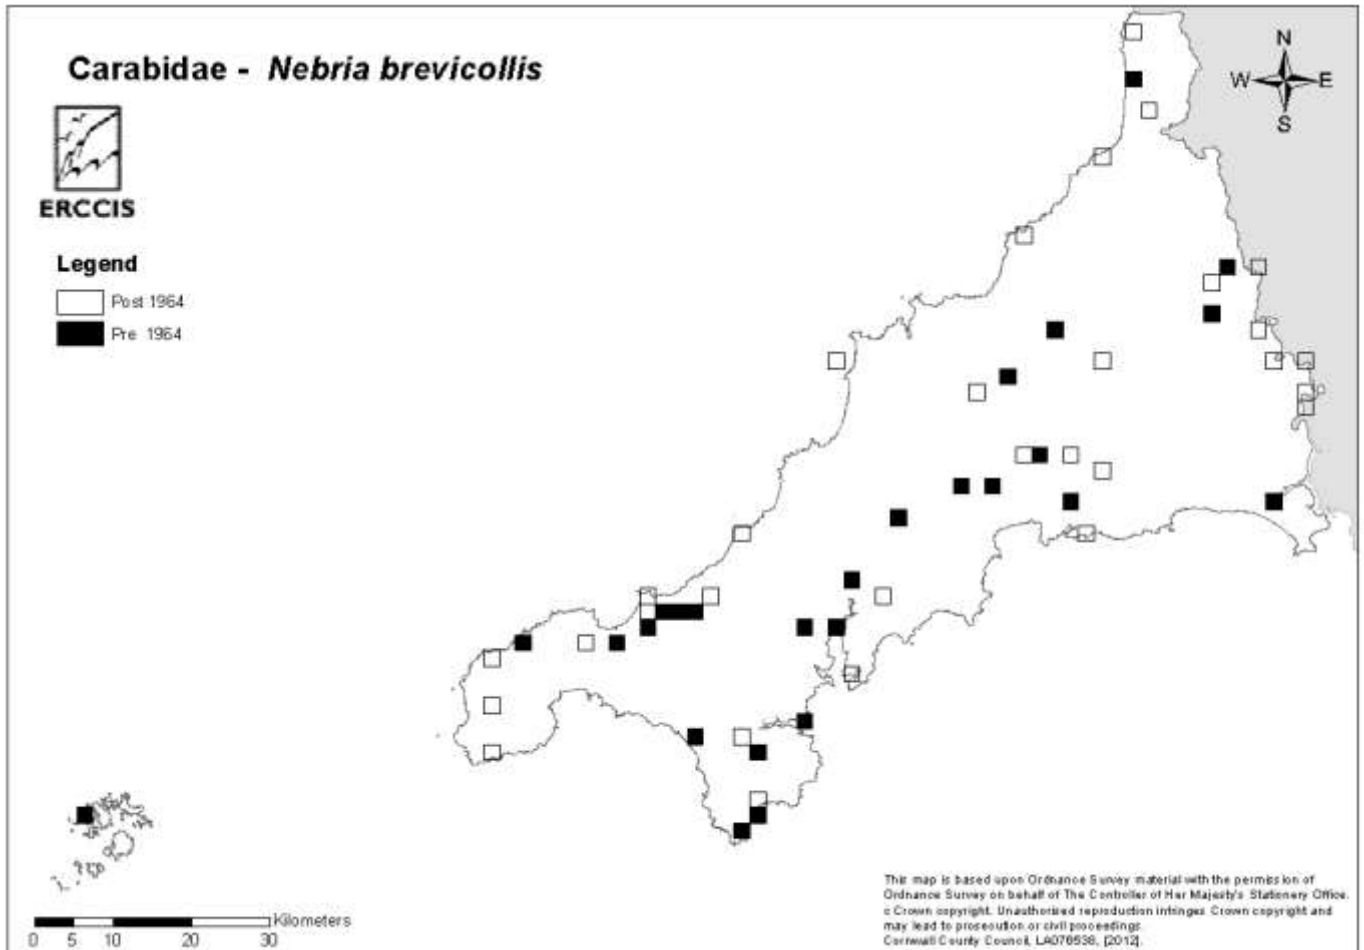 Carabidae - Nebria brevicollis
N
W E
S
ERCCIS
Legend
Post 1964
Pre 1964
Kilometers
0 5 10 20 30
This map is based upon Ordnance Survey material with the permission of
Ordnance Survey on behalf of The Controller of Her Majesty's Stationery Office.
c Crown copyright. Unauthorised reproduction infringes Crown copyright and
may lead to prosecution or civil proceedings.
Cornwall County Council, LA076538, [2012].